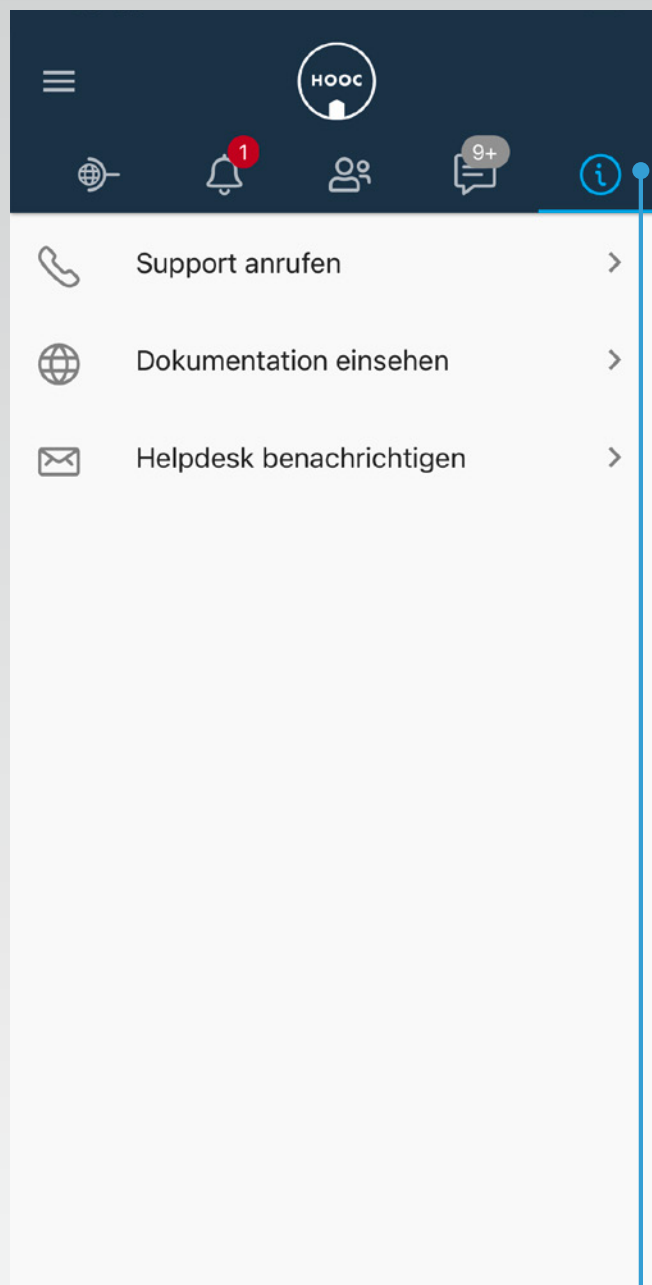 HOOC
1
9+
Support anrufen
Dokumentation einsehen
Helpdesk benachrichtigen